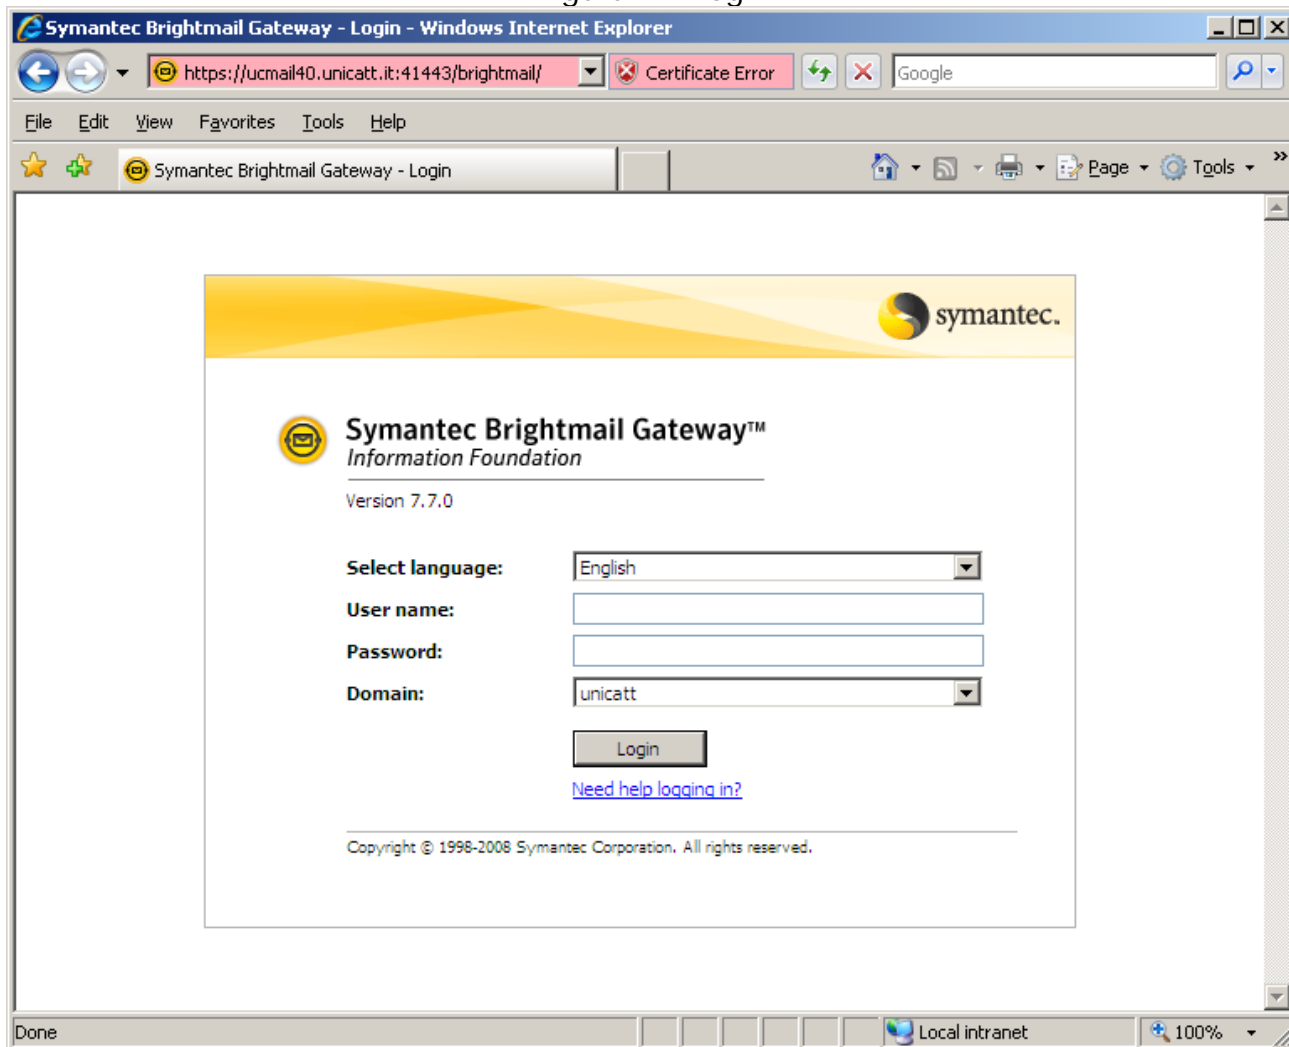 Symantec Brightmail Gateway - Login - Windows Internet Explorer
https://ucmail40.unicatt.it:41443/brightmail/ Certificate Error Google
File Edit View Favorites Tools Help
Symantec Brightmail Gateway - Login Page Tools »
symantec.
Symantec Brightmail Gateway™
Information Foundation
Version 7.7.0
Select language: English
User name:
Password:
Domain: unicatt
Login
Need help logging in?
Copyright © 1998-2008 Symantec Corporation. All rights reserved.
Done Local intranet 100%